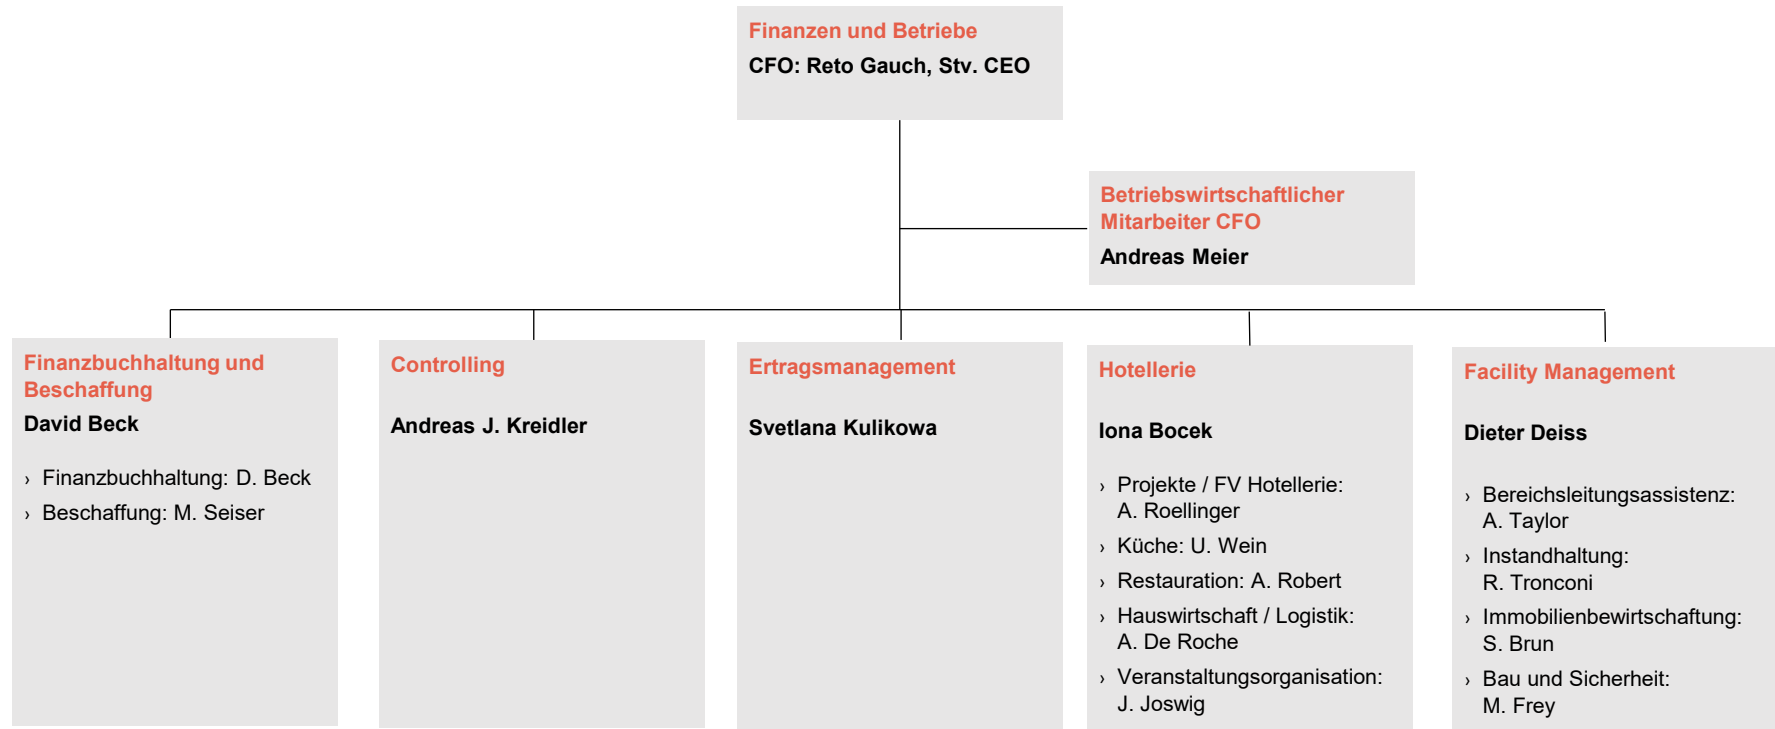 Finanzen und Betriebe
CFO: Reto Gauch, Stv. CEO
Betriebswirtschaftlicher
Mitarbeiter CFO
Andreas Meier
Finanzbuchhaltung und
Beschaffung
David Beck
› Finanzbuchhaltung: D. Beck
› Beschaffung: M. Seiser
Controlling
Andreas J. Kreidler
Ertragsmanagement
Svetlana Kulikowa
Hotellerie
Iona Bocek
› Projekte / FV Hotellerie:
A. Roellinger
› Küche: U. Wein
› Restauration: A. Robert
› Hauswirtschaft / Logistik:
A. De Roche
› Veranstaltungsorganisation:
J. Joswig
Facility Management
Dieter Deiss
› Bereichsleitungsassistenz:
A. Taylor
› Instandhaltung:
R. Tronconi
› Immobilienbewirtschaftung:
S. Brun
› Bau und Sicherheit:
M. Frey